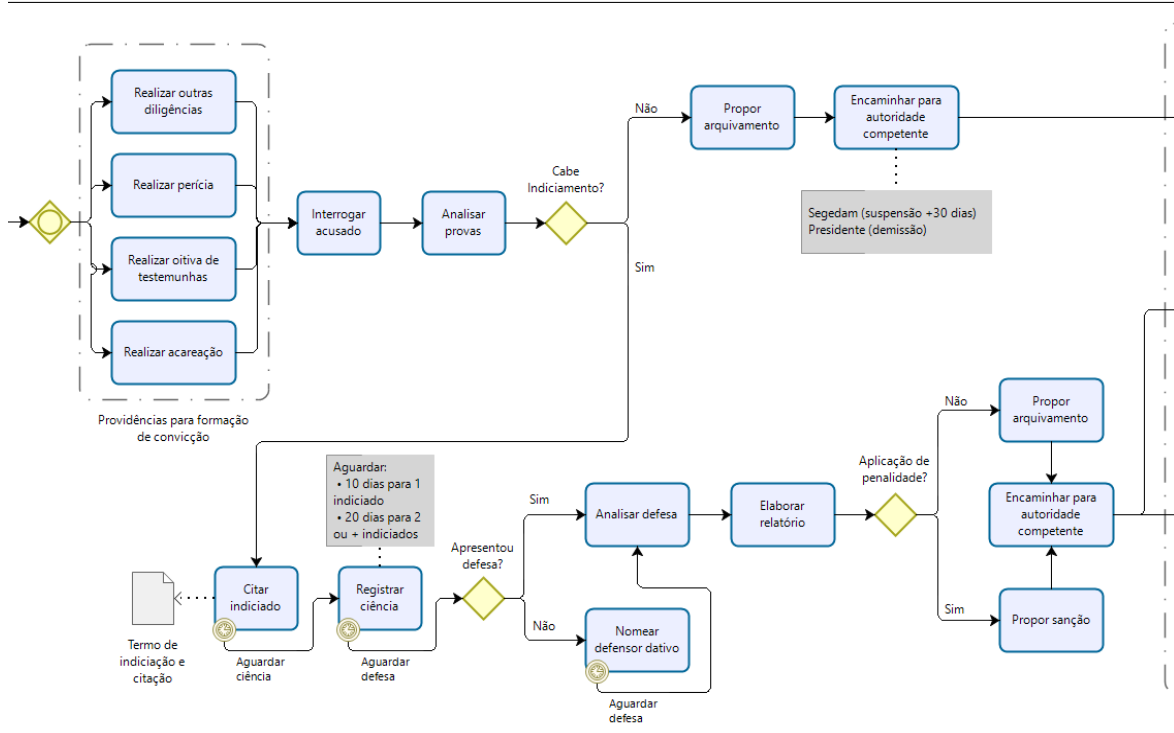 Realizar outras
diligências
Realizar perícia
Realizar oitiva de
testemunhas
Realizar acareação
Providências para formação
de convicção
Interrogar
acusado
Analisar
provas
Cabe
Indiciamento?
Não
Sim
Propor
arquivamento
Encaminhar para
autoridade
competente
Segedam (suspensão +30 dias)
Presidente (demissão)
Termo de
indiciação e
citação
Citar
indiciado
Aguardar
ciência
Aguardar:
• 10 dias para 1
indiciado
• 20 dias para 2
ou + indiciados
Registrar
ciência
Aguardar
defesa
Apresentou
defesa?
Sim
Não
Analisar defesa
Nomear
defensor dativo
Aguardar
defesa
Elaborar
relatório
Aplicação de
penalidade?
Não
Sim
Propor
arquivamento
Encaminhar para
autoridade
competente
Propor sanção